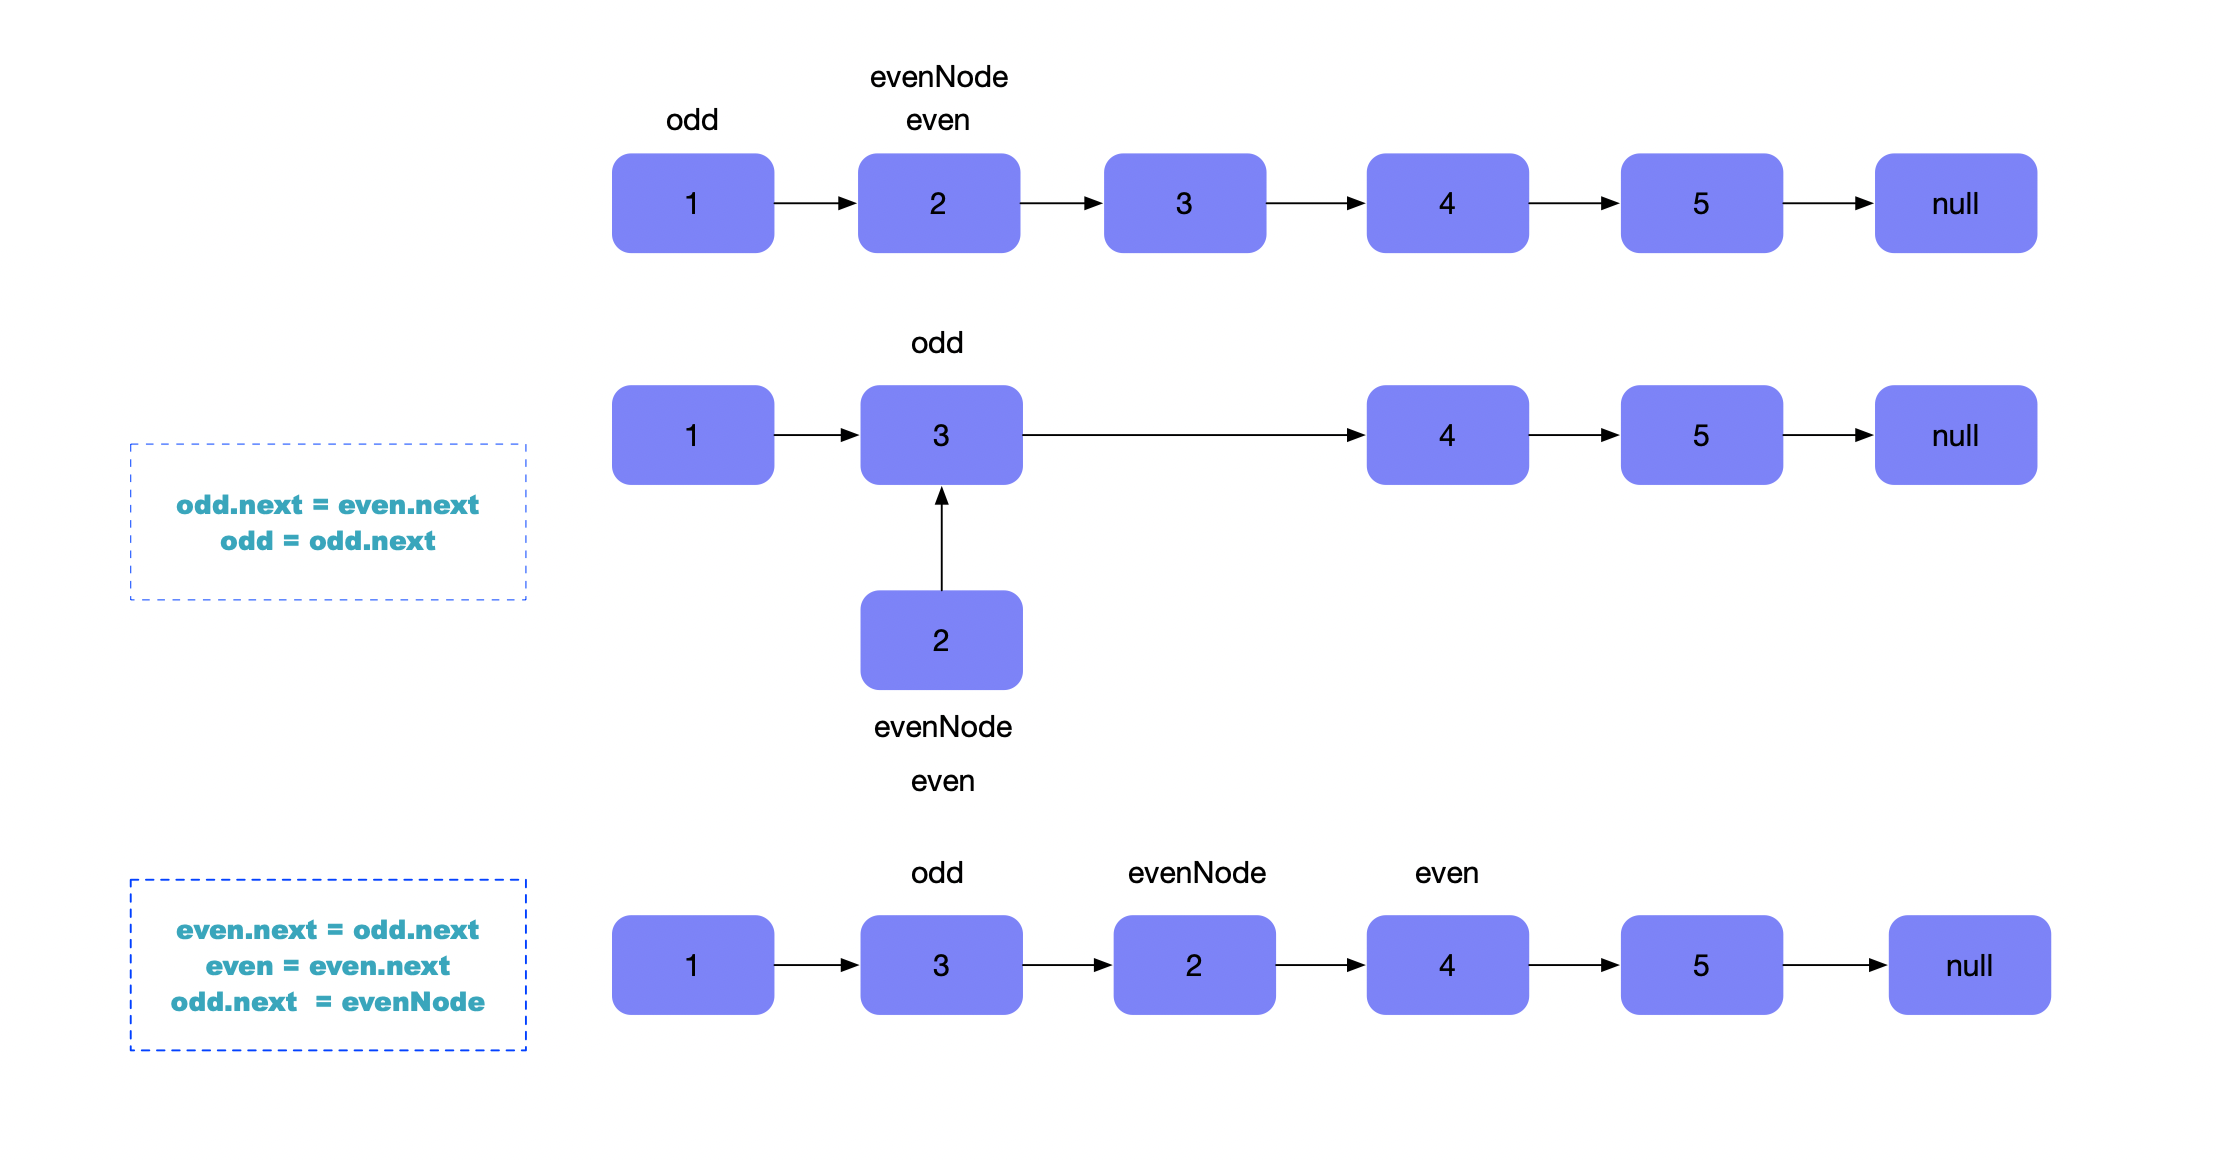 evenNode
odd even
1 2 3 4 5 null
odd
1 3 4 5 null
odd.next = even.next
odd = odd.next
2
evenNode
even
odd evenNode even
even.next = odd.next
even = even.next
odd.next = evenNode
1 3 2 4 5 null